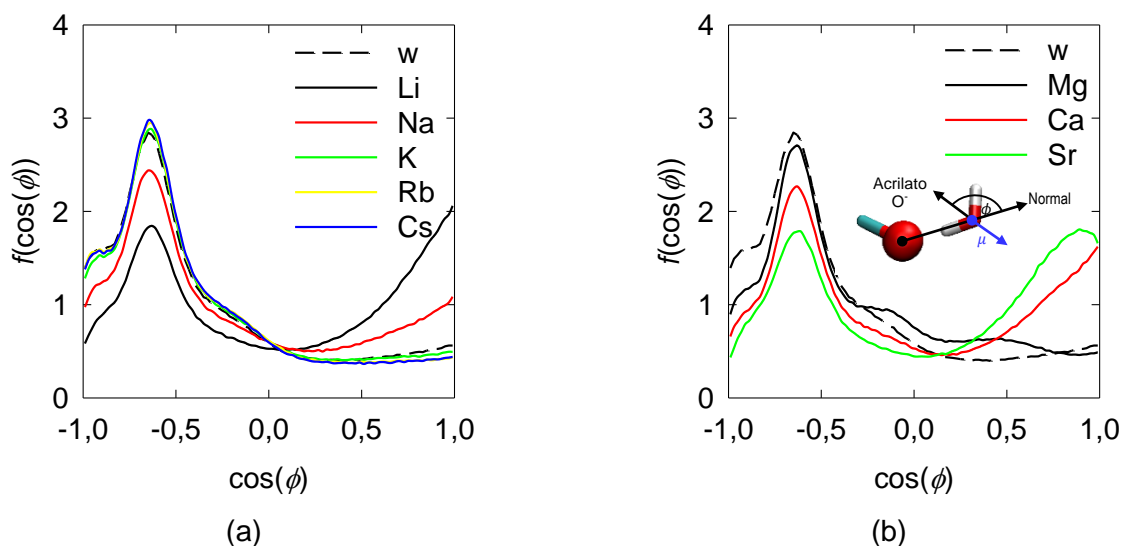 4
3
2
1
0
f(cos(ϕ))
w
Li
Na
K
Rb
Cs
-1,0 -0,5 0,0 0,5 1,0
cos(ϕ)
(a)
4
3
2
1
0
f(cos(ϕ))
w
Mg
Ca
Sr
Acrilato
O-
ϕ
Normal
μ
-1,0 -0,5 0,0 0,5 1,0
cos(ϕ)
(b)